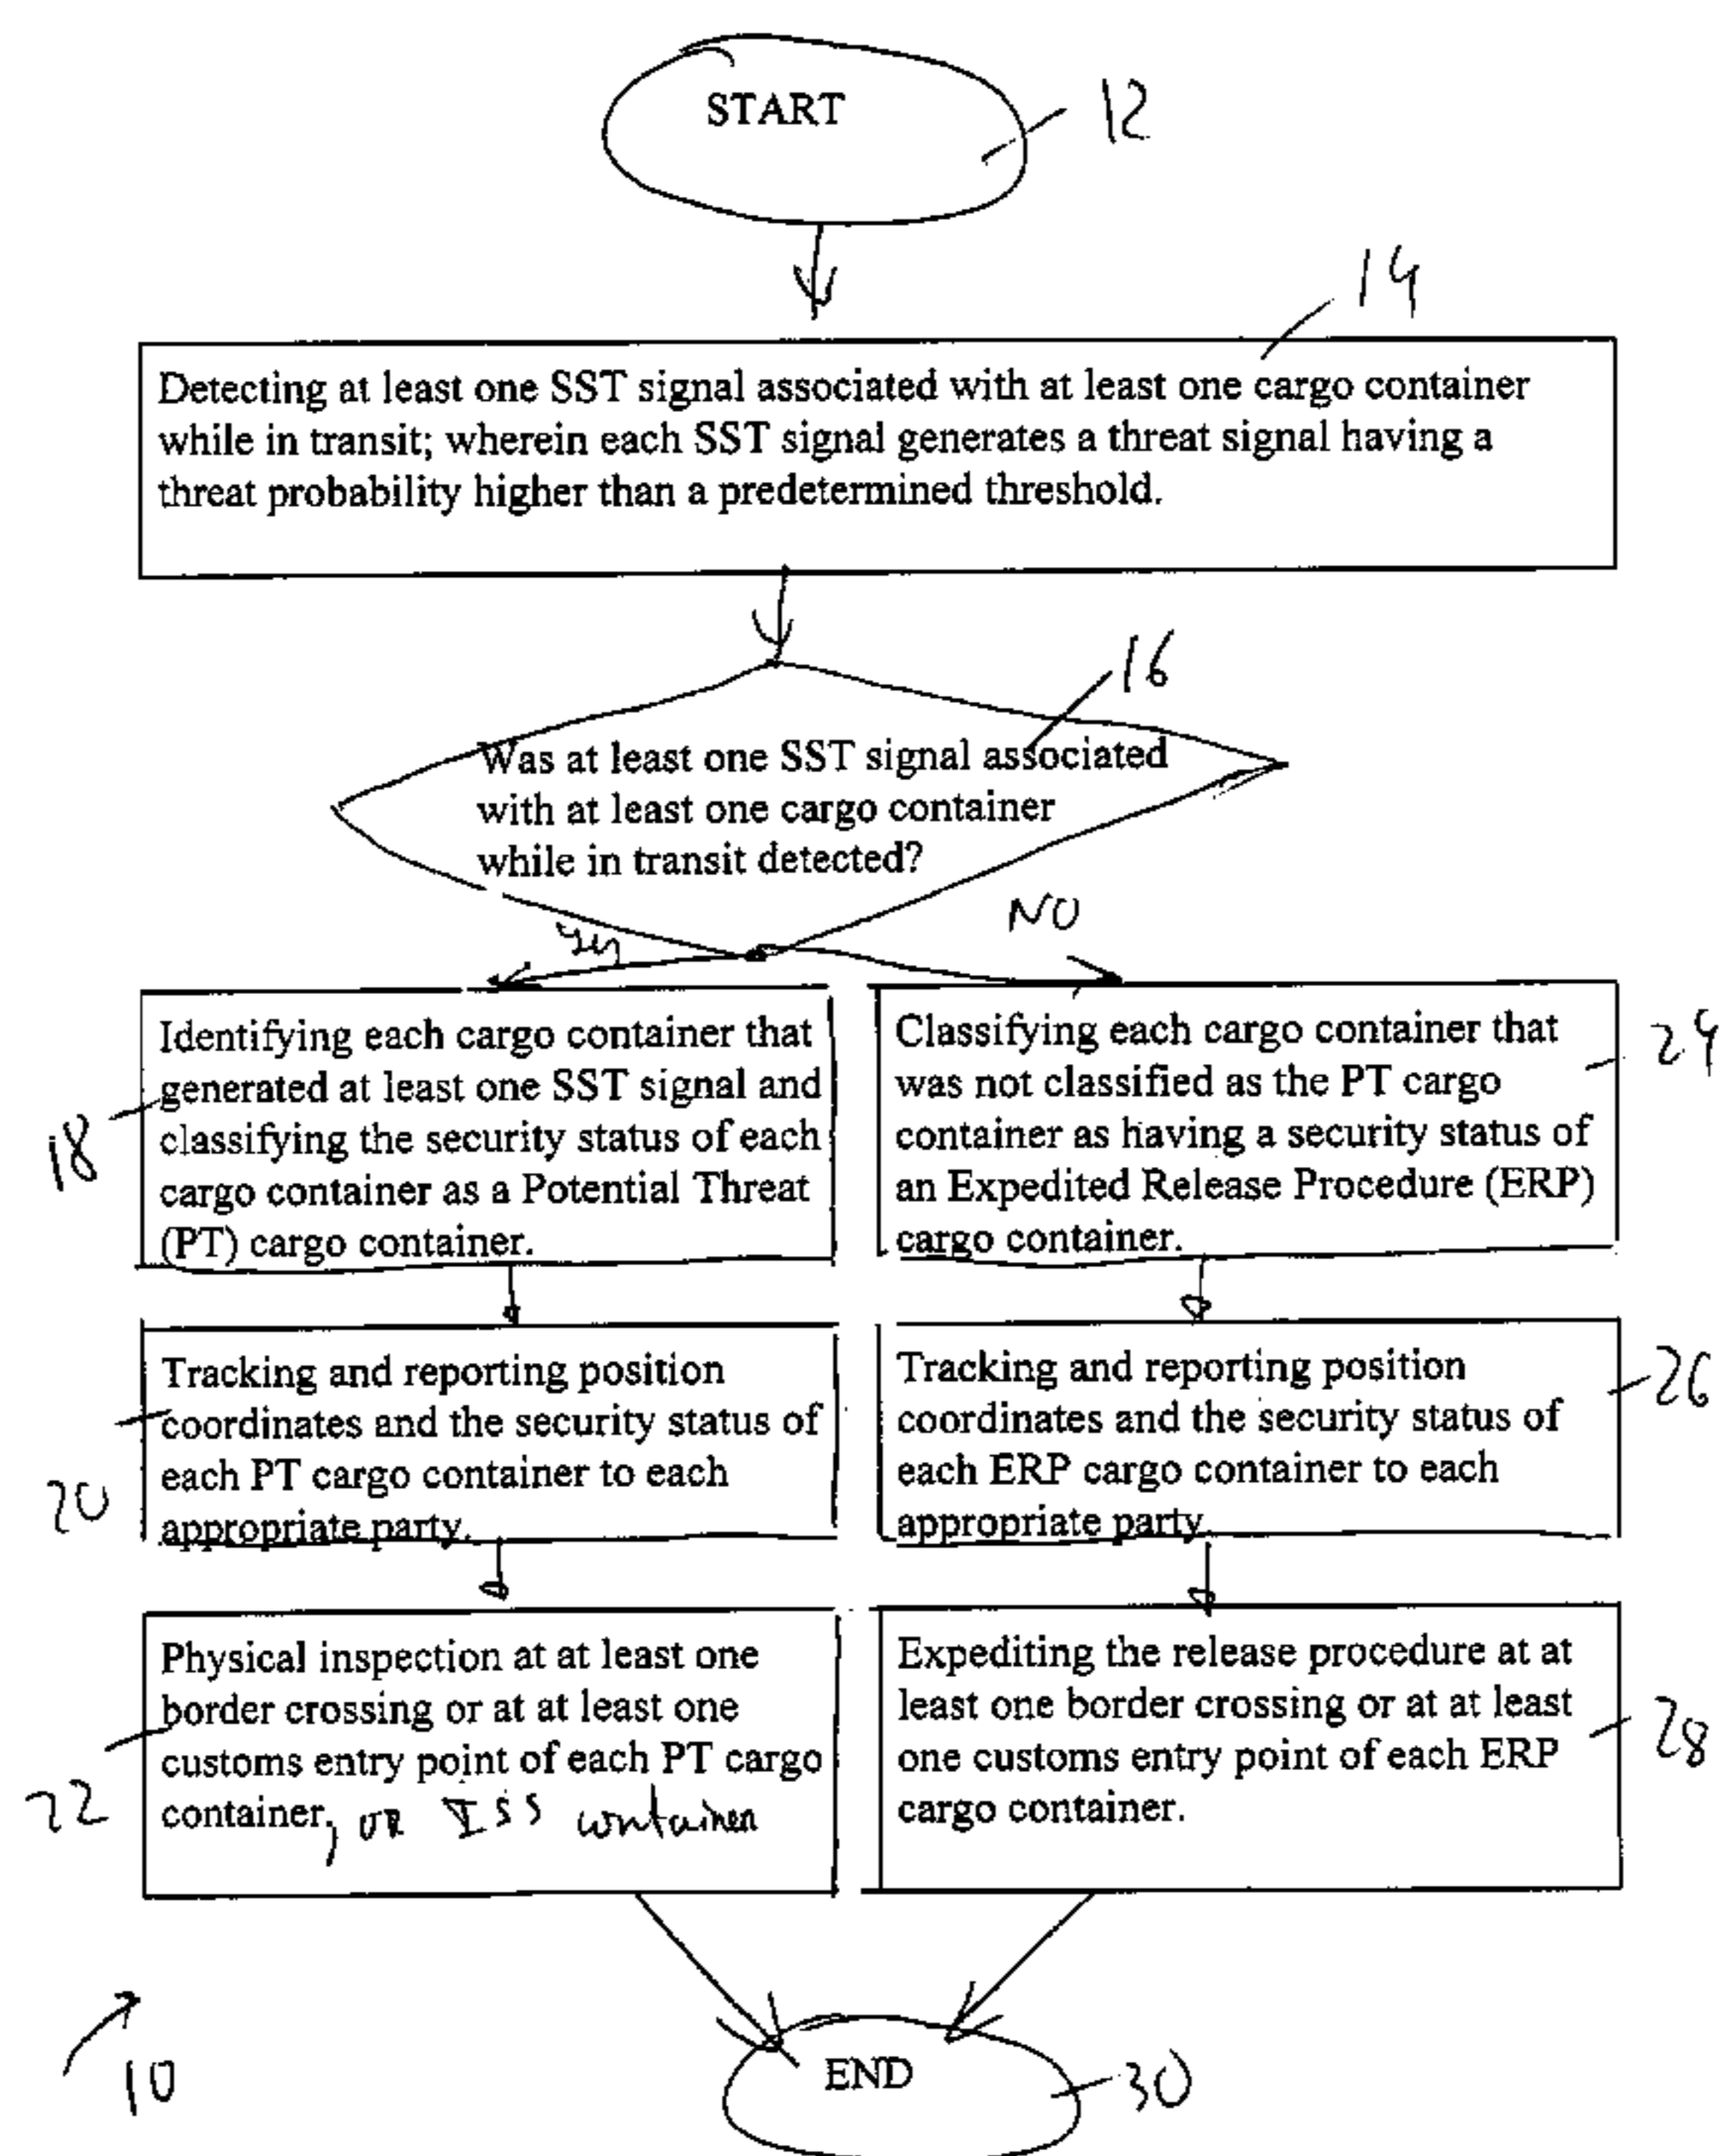 START
12
14
Detecting at least one SST signal associated with at least one cargo container
while in transit; wherein each SST signal generates a threat signal having a
threat probability higher than a predetermined threshold.
16
Was at least one SST signal associated
with at least one cargo container
while in transit detected?
Yes
NO
18
Identifying each cargo container that
generated at least one SST signal and
classifying the security status of each
cargo container as a Potential Threat
(PT) cargo container.
24
Classifying each cargo container that
was not classified as the PT cargo
container as having a security status of
an Expedited Release Procedure (ERP)
cargo container.
20
Tracking and reporting position
coordinates and the security status of
each PT cargo container to each
appropriate party.
26
Tracking and reporting position
coordinates and the security status of
each ERP cargo container to each
appropriate party.
22
Physical inspection at at least one
border crossing or at at least one
customs entry point of each PT cargo
container, or ISS container
28
Expediting the release procedure at at
least one border crossing or at at least
one customs entry point of each ERP
cargo container.
10
END
30